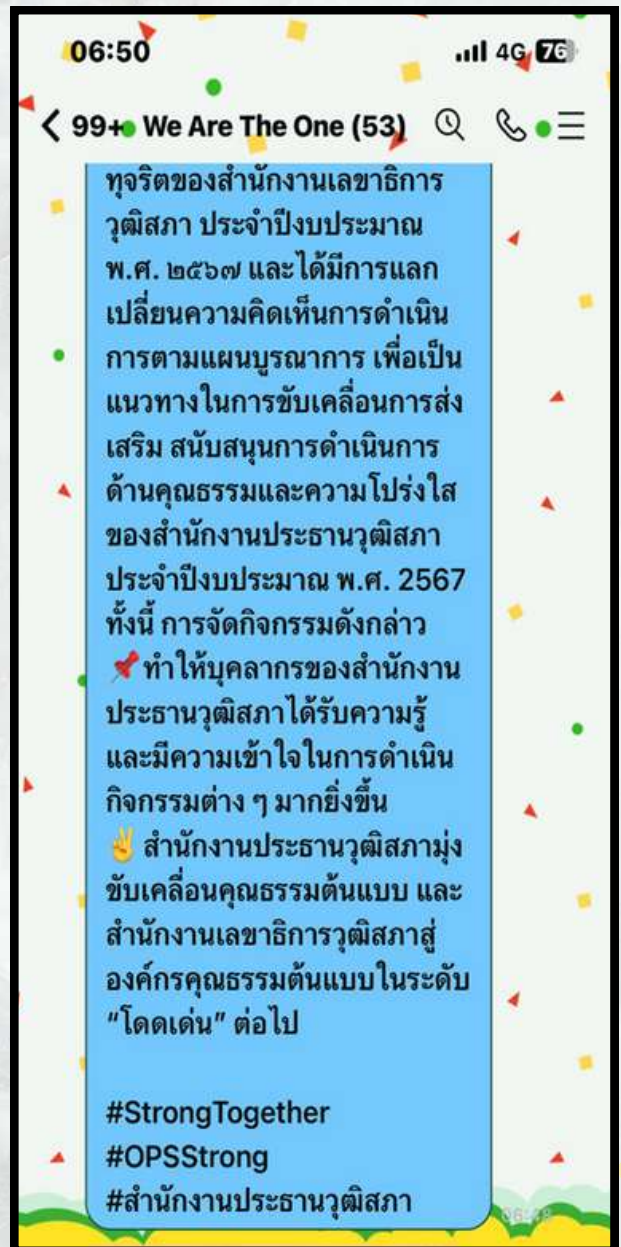 06:50
4G 76
99+ We Are The One (53)
ทุจริตของสำนักงานเลขาธิการ
วุฒิสภา ประจำปีงบประมาณ
พ.ศ. ๒๕๖๗ และได้มีการแลก
เปลี่ยนความคิดเห็นการดำเนิน
การตามแผนบูรณาการ เพื่อเป็น
แนวทางในการขับเคลื่อนการส่ง
เสริม สนับสนุนการดำเนินการ
ด้านคุณธรรมและความโปร่งใส
ของสำนักงานประธานวุฒิสภา
ประจำปีงบประมาณ พ.ศ. 2567
ทั้งนี้ การจัดกิจกรรมดังกล่าว
📌ทำให้บุคลากรของสำนักงาน
ประธานวุฒิสภาได้รับความรู้
และมีความเข้าใจในการดำเนิน
กิจกรรมต่าง ๆ มากยิ่งขึ้น
✌️ สำนักงานประธานวุฒิสภามุ่ง
ขับเคลื่อนคุณธรรมต้นแบบ และ
สำนักงานเลขาธิการวุฒิสภาสู่
องค์กรคุณธรรมต้นแบบในระดับ
“โดดเด่น” ต่อไป
#StrongTogether
#OPSStrong
#สำนักงานประธานวุฒิสภา